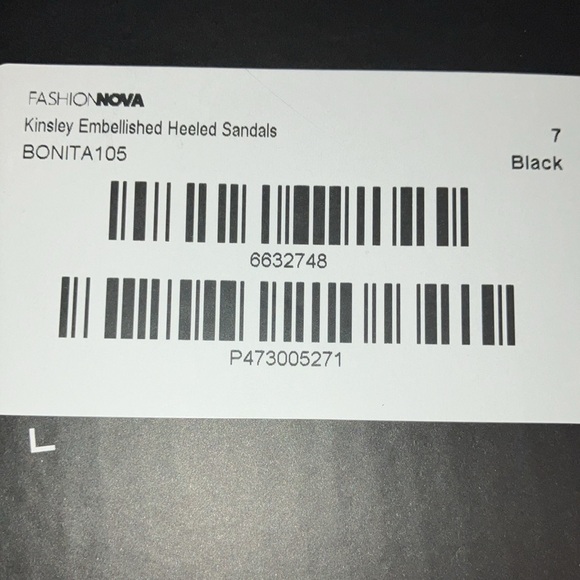 FASHIONNOVA
Kinsley Embellished Heeled Sandals
7
BONITA105
Black
6632748
P473005271